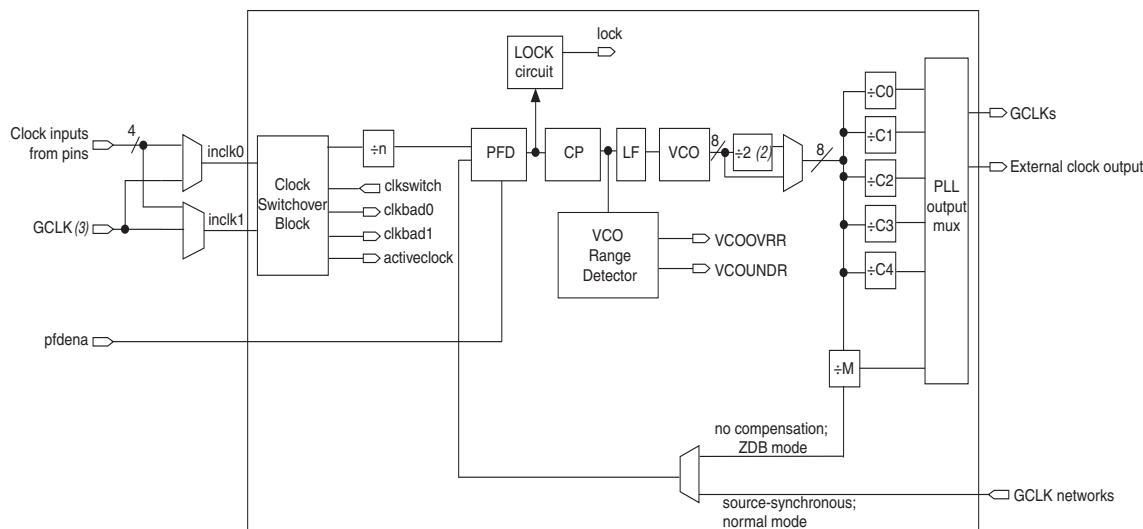 lock
LOCK
circuit
÷C0
4
Clock inputs
from pins
GCLKs
inclk0
÷n
÷C1
PFD
CP
LF
VCO
8
÷2 (2)
8
External clock output
Clock
Switchover
Block
clkswitch
÷C2
PLL
output
mux
clkbad0
GCLK (3)
inclk1
clkbad1
÷C3
VCO
Range
Detector
VCOOVRR
activeclock
VCOUNDR
÷C4
pfdena
÷M
no compensation;
ZDB mode
GCLK networks
source-synchronous;
normal mode